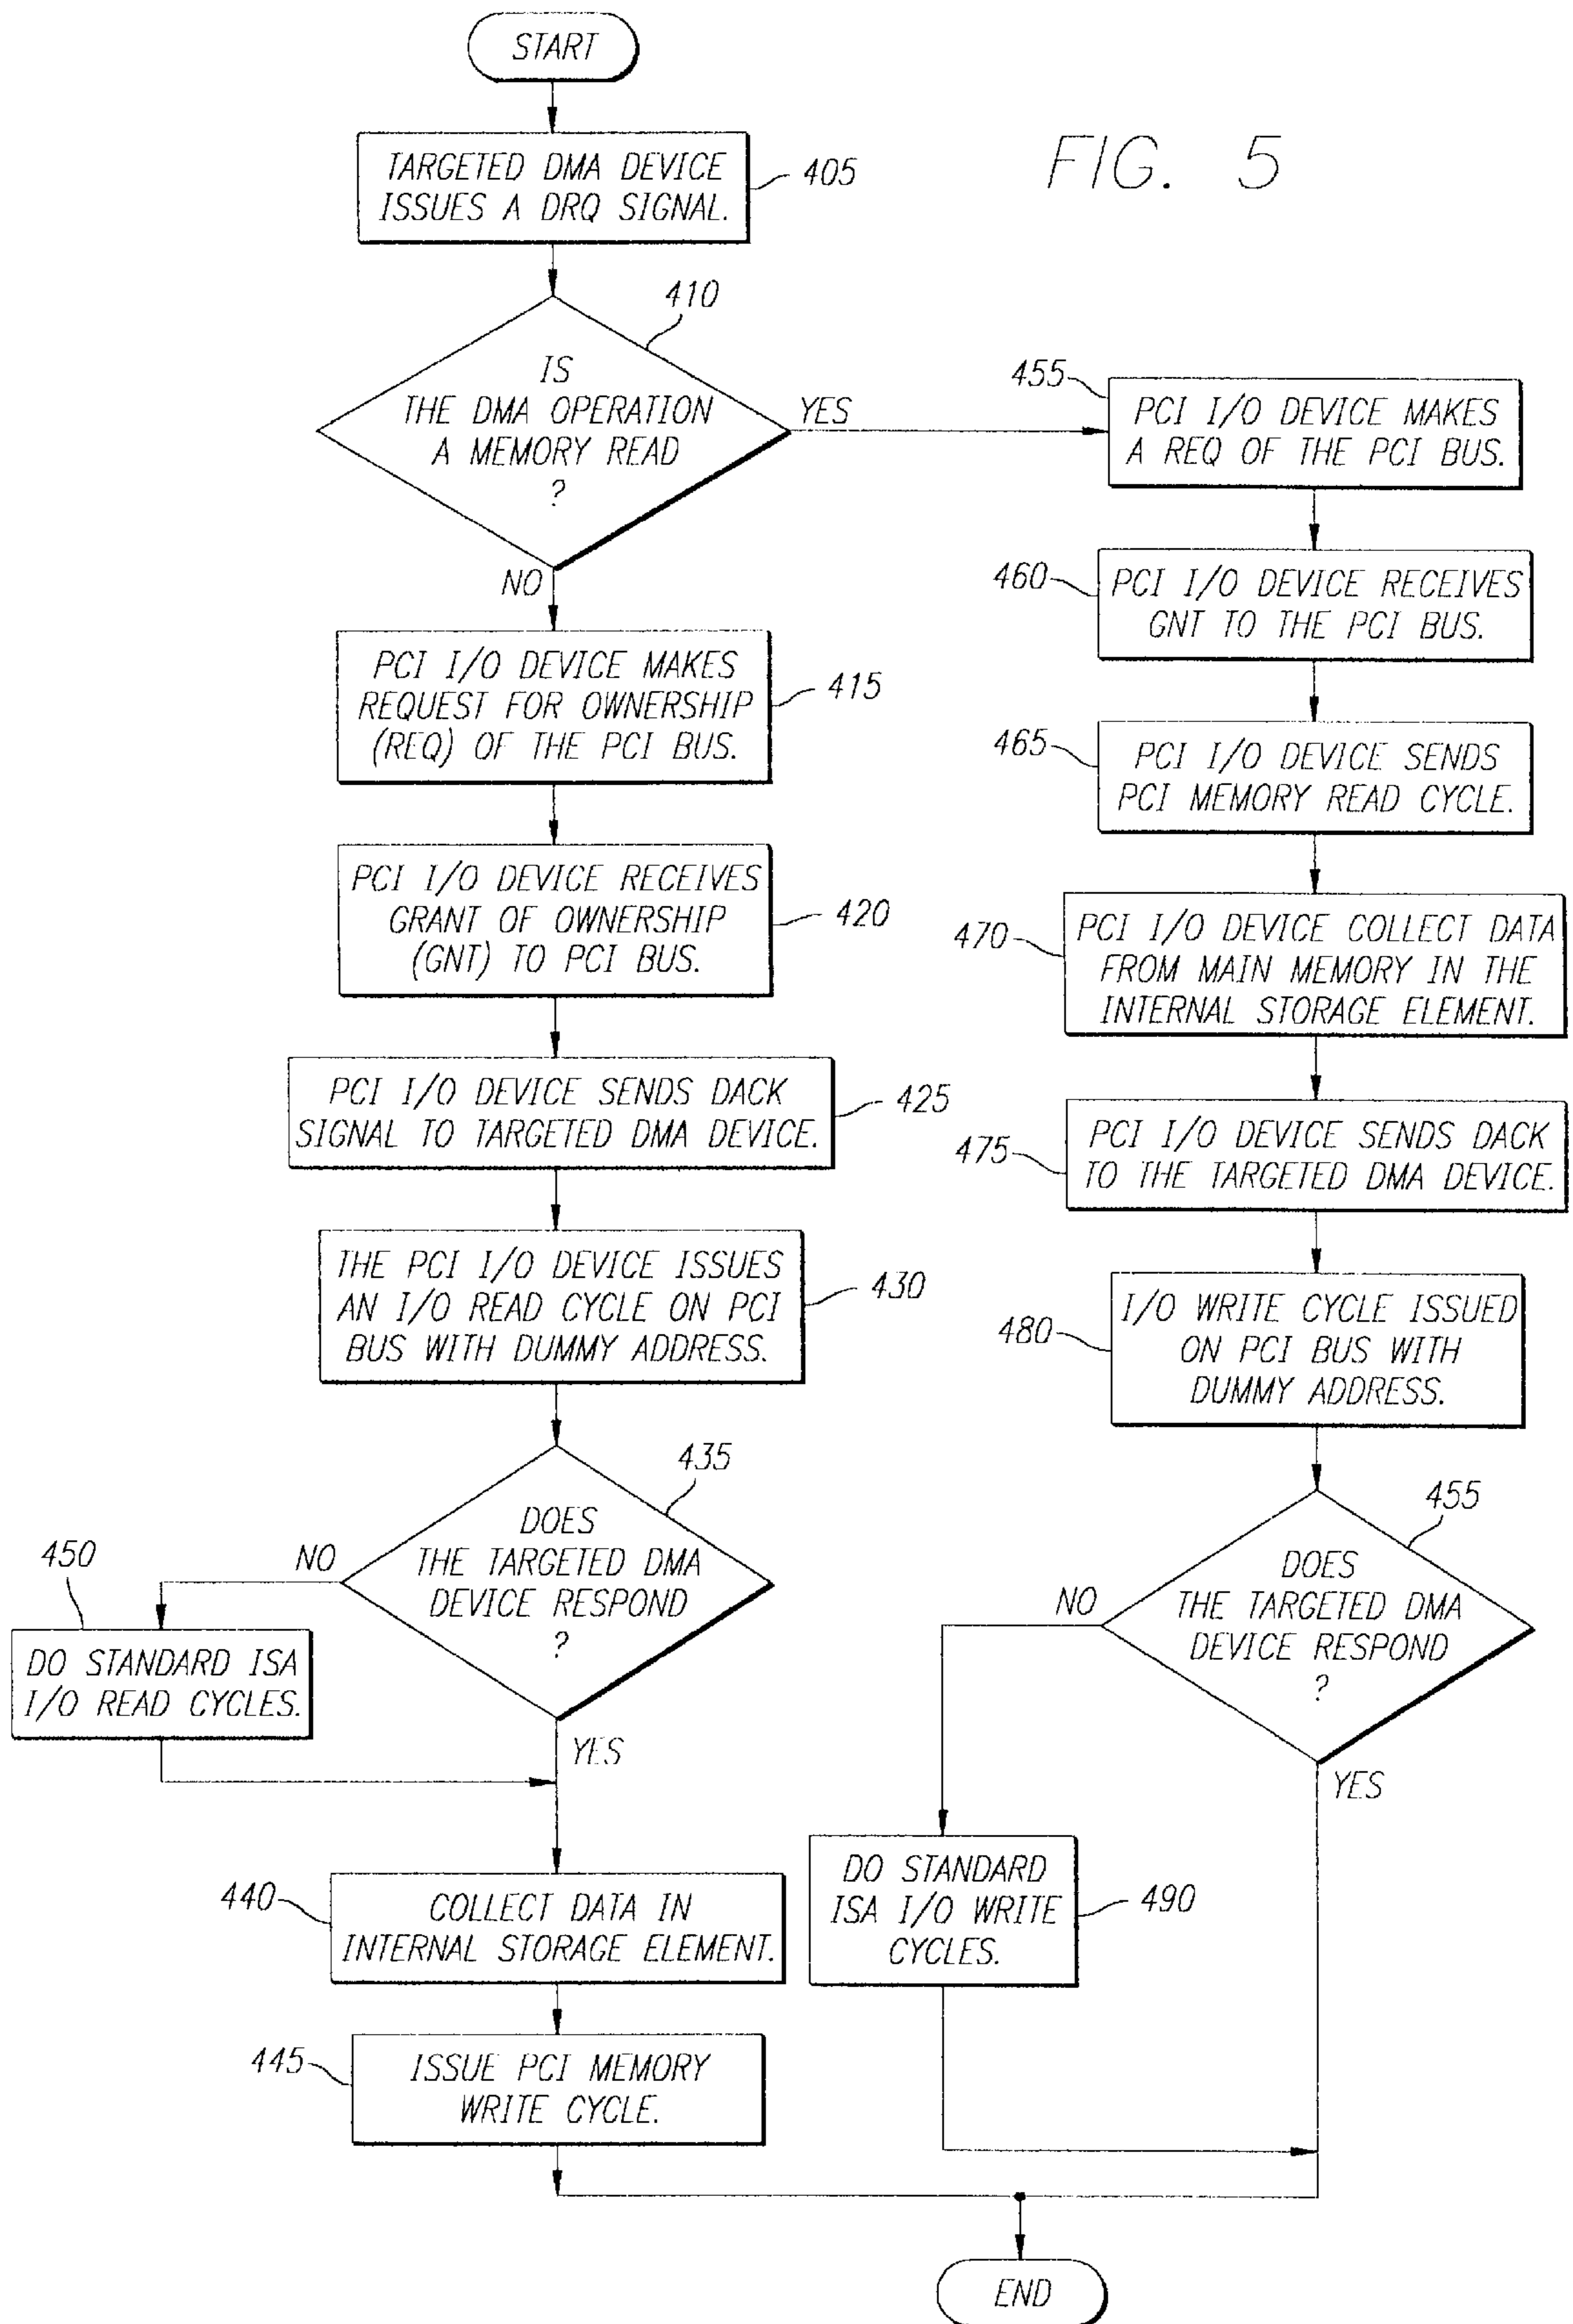 START
FIG. 5
TARGETED DMA DEVICE
ISSUES A DRQ SIGNAL.
405
410
IS
THE DMA OPERATION
A MEMORY READ
?
YES
NO
PCI I/O DEVICE MAKES
REQUEST FOR OWNERSHIP
(REQ) OF THE PCI BUS.
415
PCI I/O DEVICE RECEIVES
GRANT OF OWNERSHIP
(GNT) TO PCI BUS.
420
PCI I/O DEVICE SENDS DACK
SIGNAL TO TARGETED DMA DEVICE.
425
THE PCI I/O DEVICE ISSUES
AN I/O READ CYCLE ON PCI
BUS WITH DUMMY ADDRESS.
430
435
DOES
THE TARGETED DMA
DEVICE RESPOND
?
NO
450
DO STANDARD ISA
I/O READ CYCLES.
YES
440
COLLECT DATA IN
INTERNAL STORAGE ELEMENT.
445
ISSUE PCI MEMORY
WRITE CYCLE.
455
PCI I/O DEVICE MAKES
A REQ OF THE PCI BUS.
460
PCI I/O DEVICE RECEIVES
GNT TO THE PCI BUS.
465
PCI I/O DEVICE SENDS
PCI MEMORY READ CYCLE.
470
PCI I/O DEVICE COLLECT DATA
FROM MAIN MEMORY IN THE
INTERNAL STORAGE ELEMENT.
475
PCI I/O DEVICE SENDS DACK
TO THE TARGETED DMA DEVICE.
480
I/O WRITE CYCLE ISSUED
ON PCI BUS WITH
DUMMY ADDRESS.
455
DOES
THE TARGETED DMA
DEVICE RESPOND
?
NO
YES
DO STANDARD
ISA I/O WRITE
CYCLES.
490
END